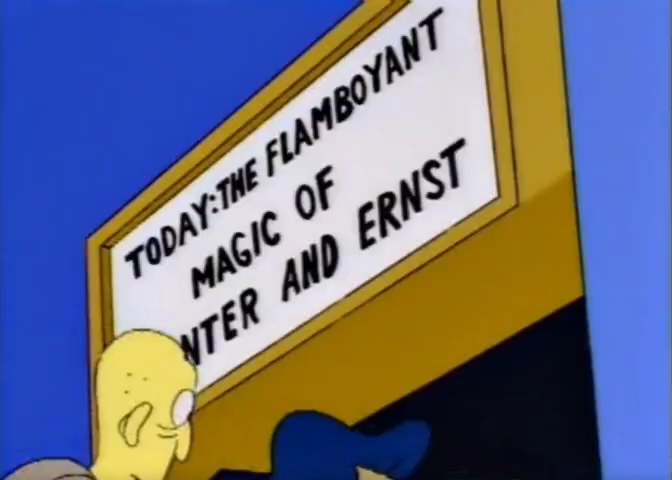 TODAY: THE FLAMBOYANT
MAGIC OF
NTER AND ERNST